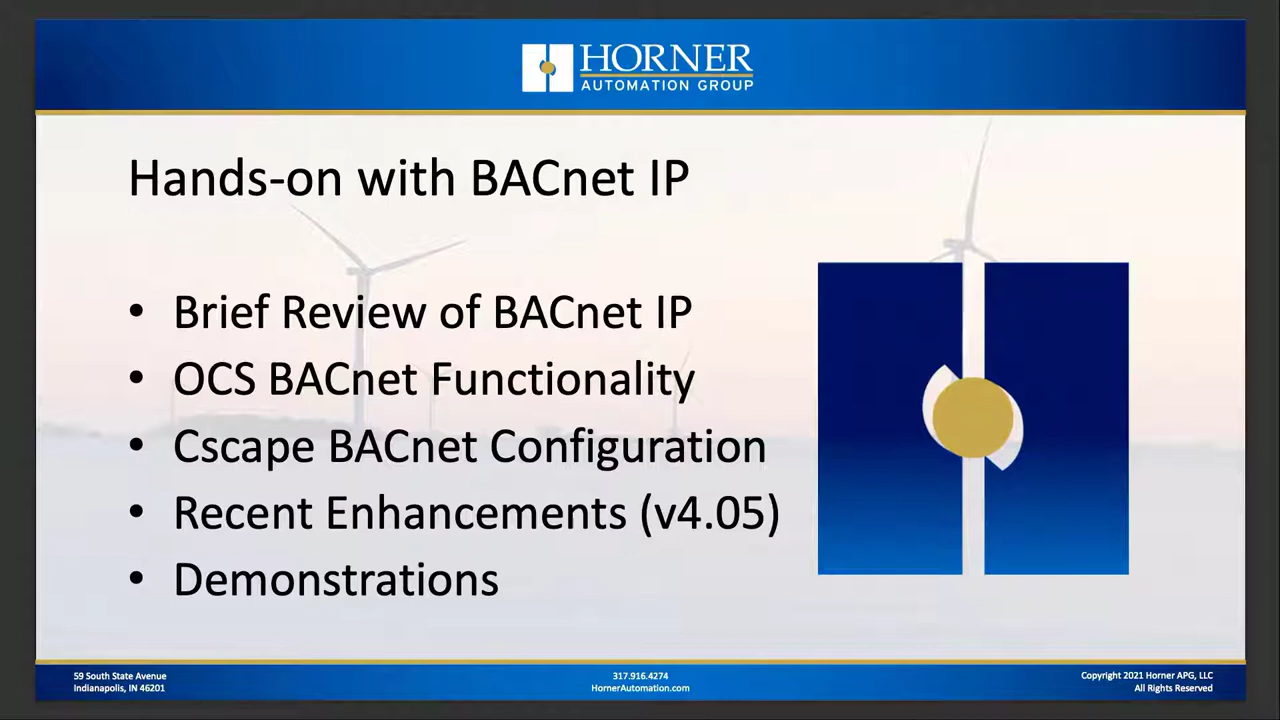 HORNER
AUTOMATION GROUP
Hands-on with BACnet IP
• Brief Review of BACnet IP
• OCS BACnet Functionality
• Cscape BACnet Configuration
• Recent Enhancements (v4.05)
• Demonstrations
59 South State Avenue
Indianapolis, IN 46201
317.916.4274
HornerAutomation.com
Copyright 2021 Horner APG, LLC
All Rights Reserved